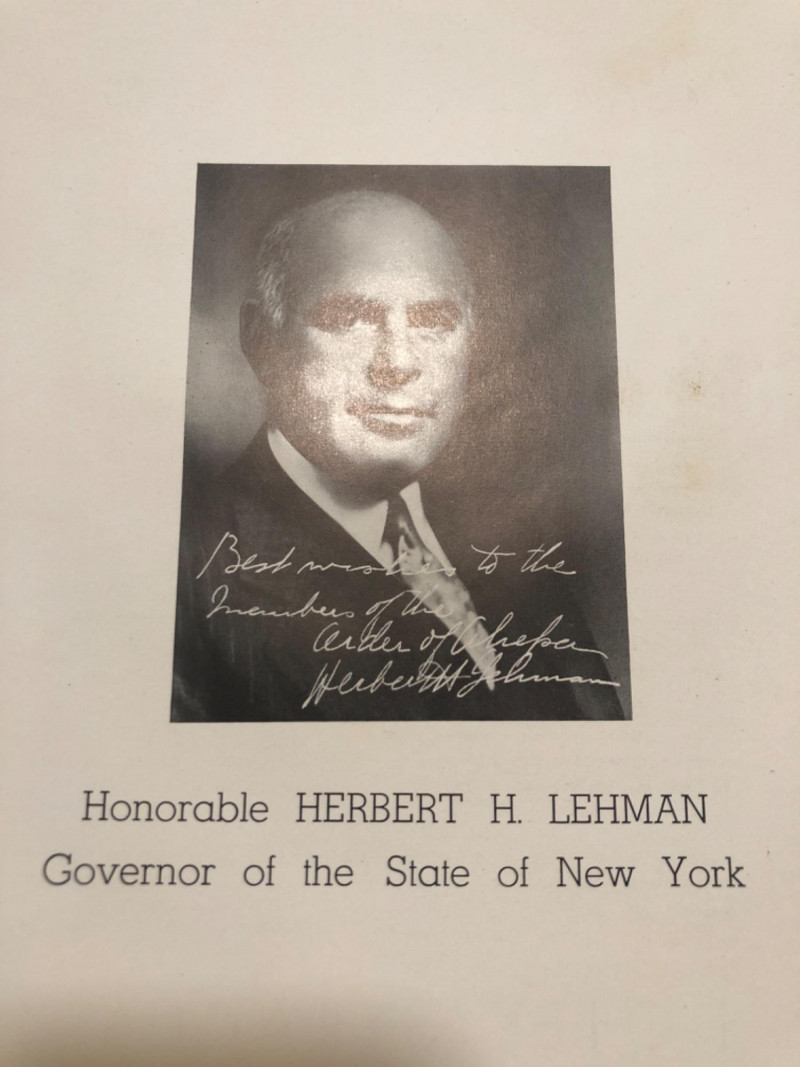 Best wishes to the
Members of the
Order of Ahepa
Herbert H Lehman
Honorable HERBERT H. LEHMAN
Governor of the State of New York